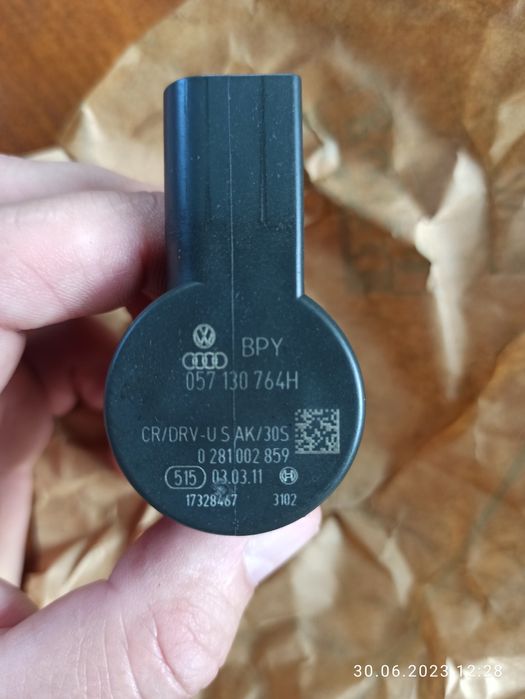 BPY
057 130 764H
CR/DRV-U S AK/30S
0 281 002 859
515 03.03.11
17328467 3102
30.06.2023 12:28